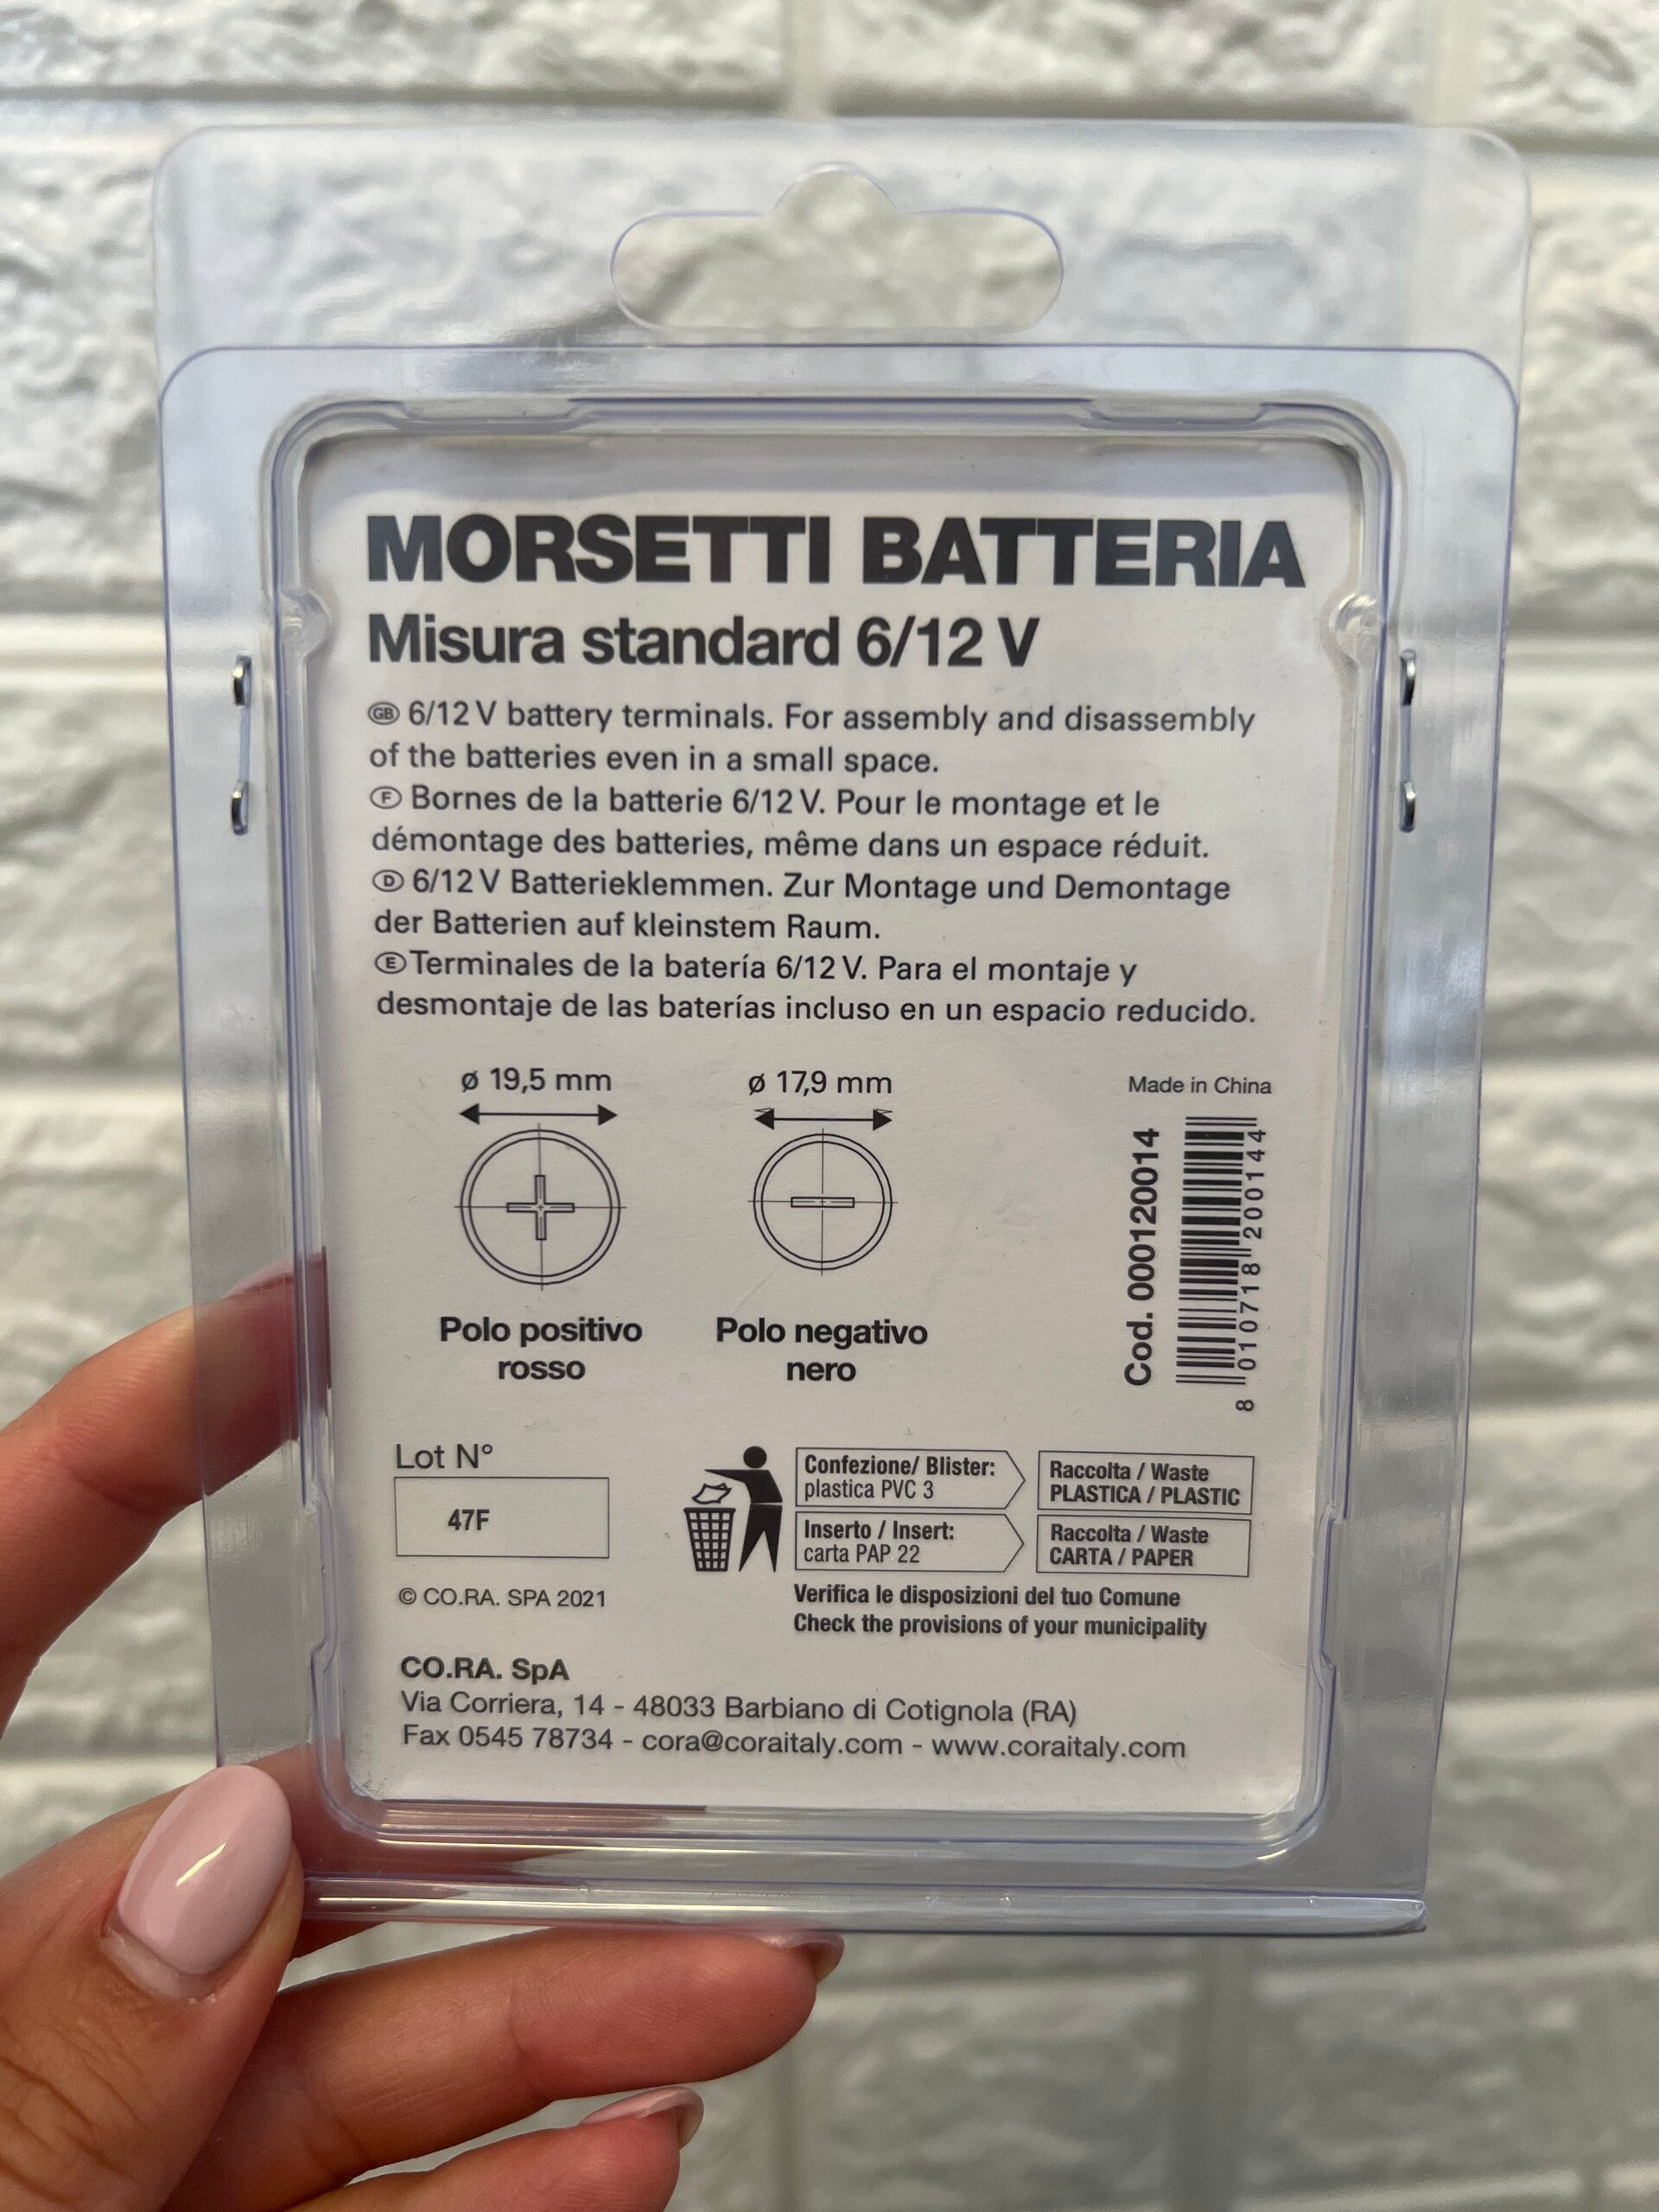 MORSETTI BATTERIA
Misura standard 6/12 V
GB 6/12 V battery terminals. For assembly and disassembly
of the batteries even in a small space.
F Bornes de la batterie 6/12 V. Pour le montage et le
démontage des batteries, même dans un espace réduit.
D 6/12 V Batterieklemmen. Zur Montage und Demontage
der Batterien auf kleinstem Raum.
E Terminales de la batería 6/12 V. Para el montaje y
desmontaje de las baterías incluso en un espacio reducido.
ø 19,5 mm
ø 17,9 mm
Polo positivo
rosso
Polo negativo
nero
Made in China
Cod. 000120014
8 010718 200144
Lot N°
47F
© CO.RA. SPA 2021
Confezione/ Blister:
plastica PVC 3
Raccolta / Waste
PLASTICA / PLASTIC
Inserto / Insert:
carta PAP 22
Raccolta / Waste
CARTA / PAPER
Verifica le disposizioni del tuo Comune
Check the provisions of your municipality
CO.RA. SpA
Via Corriera, 14 - 48033 Barbiano di Cotignola (RA)
Fax 0545 78734 - cora@coraitaly.com - www.coraitaly.com